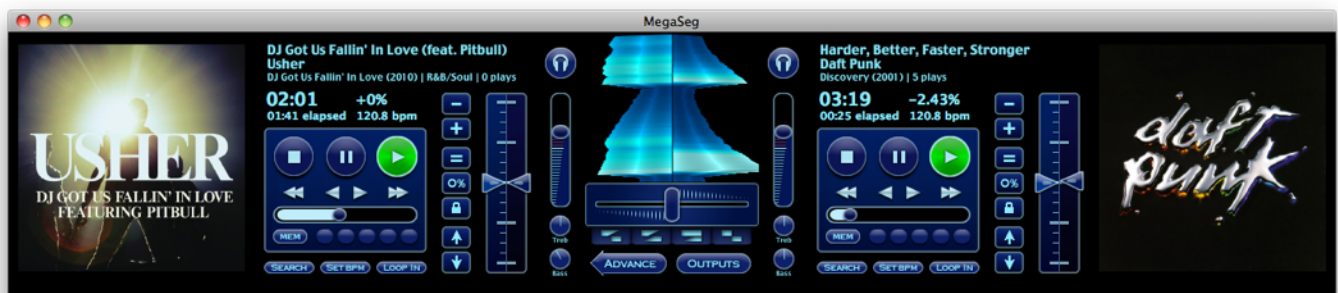 MegaSeg
USHER
DJ GOT US FALLIN' IN LOVE
FEATURING PITBULL
DJ Got Us Fallin' In Love (feat. Pitbull)
Usher
DJ Got Us Fallin' In Love (2010) | R&B/Soul | 0 plays
02:01 +0%
01:41 elapsed 120.8 bpm
0%
MEM
SEARCH SET BPM LOOP IN
Treb
Bass
ADVANCE OUTPUTS
Treb
Bass
Harder, Better, Faster, Stronger
Daft Punk
Discovery (2001) | 5 plays
03:19 -2.43%
00:25 elapsed 120.8 bpm
0%
MEM
SEARCH SET BPM LOOP IN
daft
punk